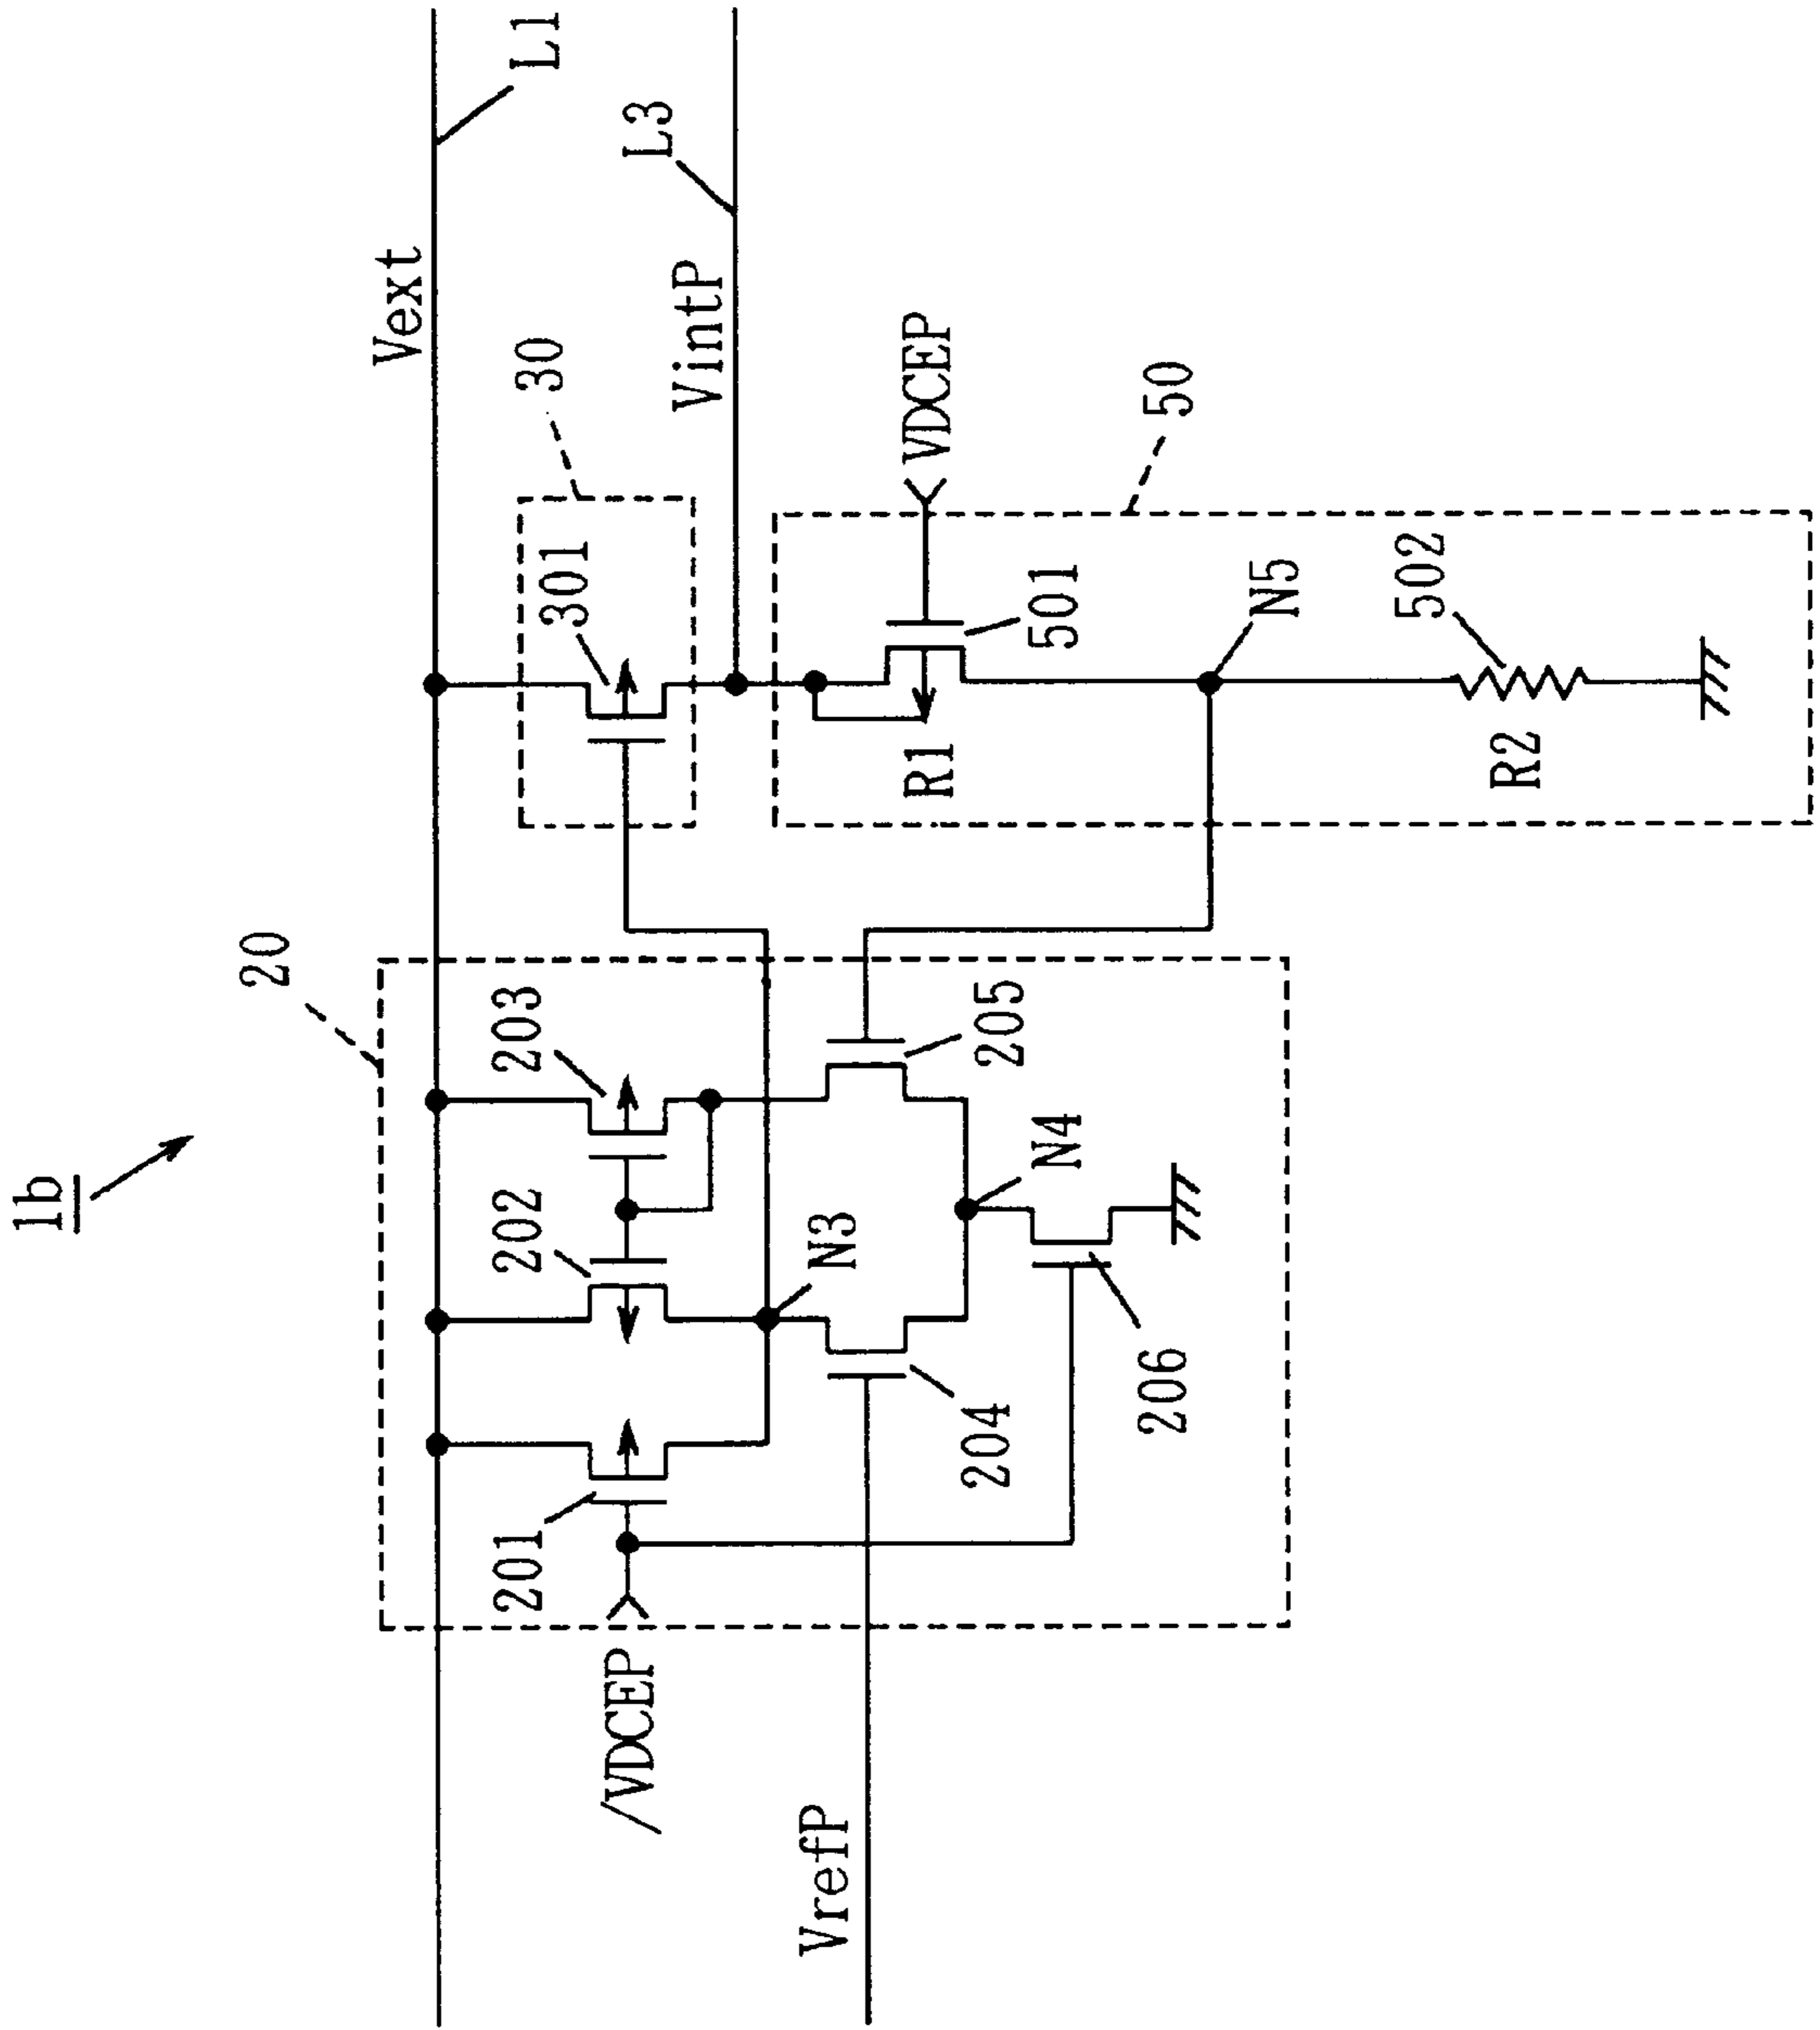 1b
Vext
L1
20
30
L3
VintP
201
202
203
301
/VDCEP
N3
VDCEP
VrefP
204
205
R1
501
50
N4
206
N5
502
R2